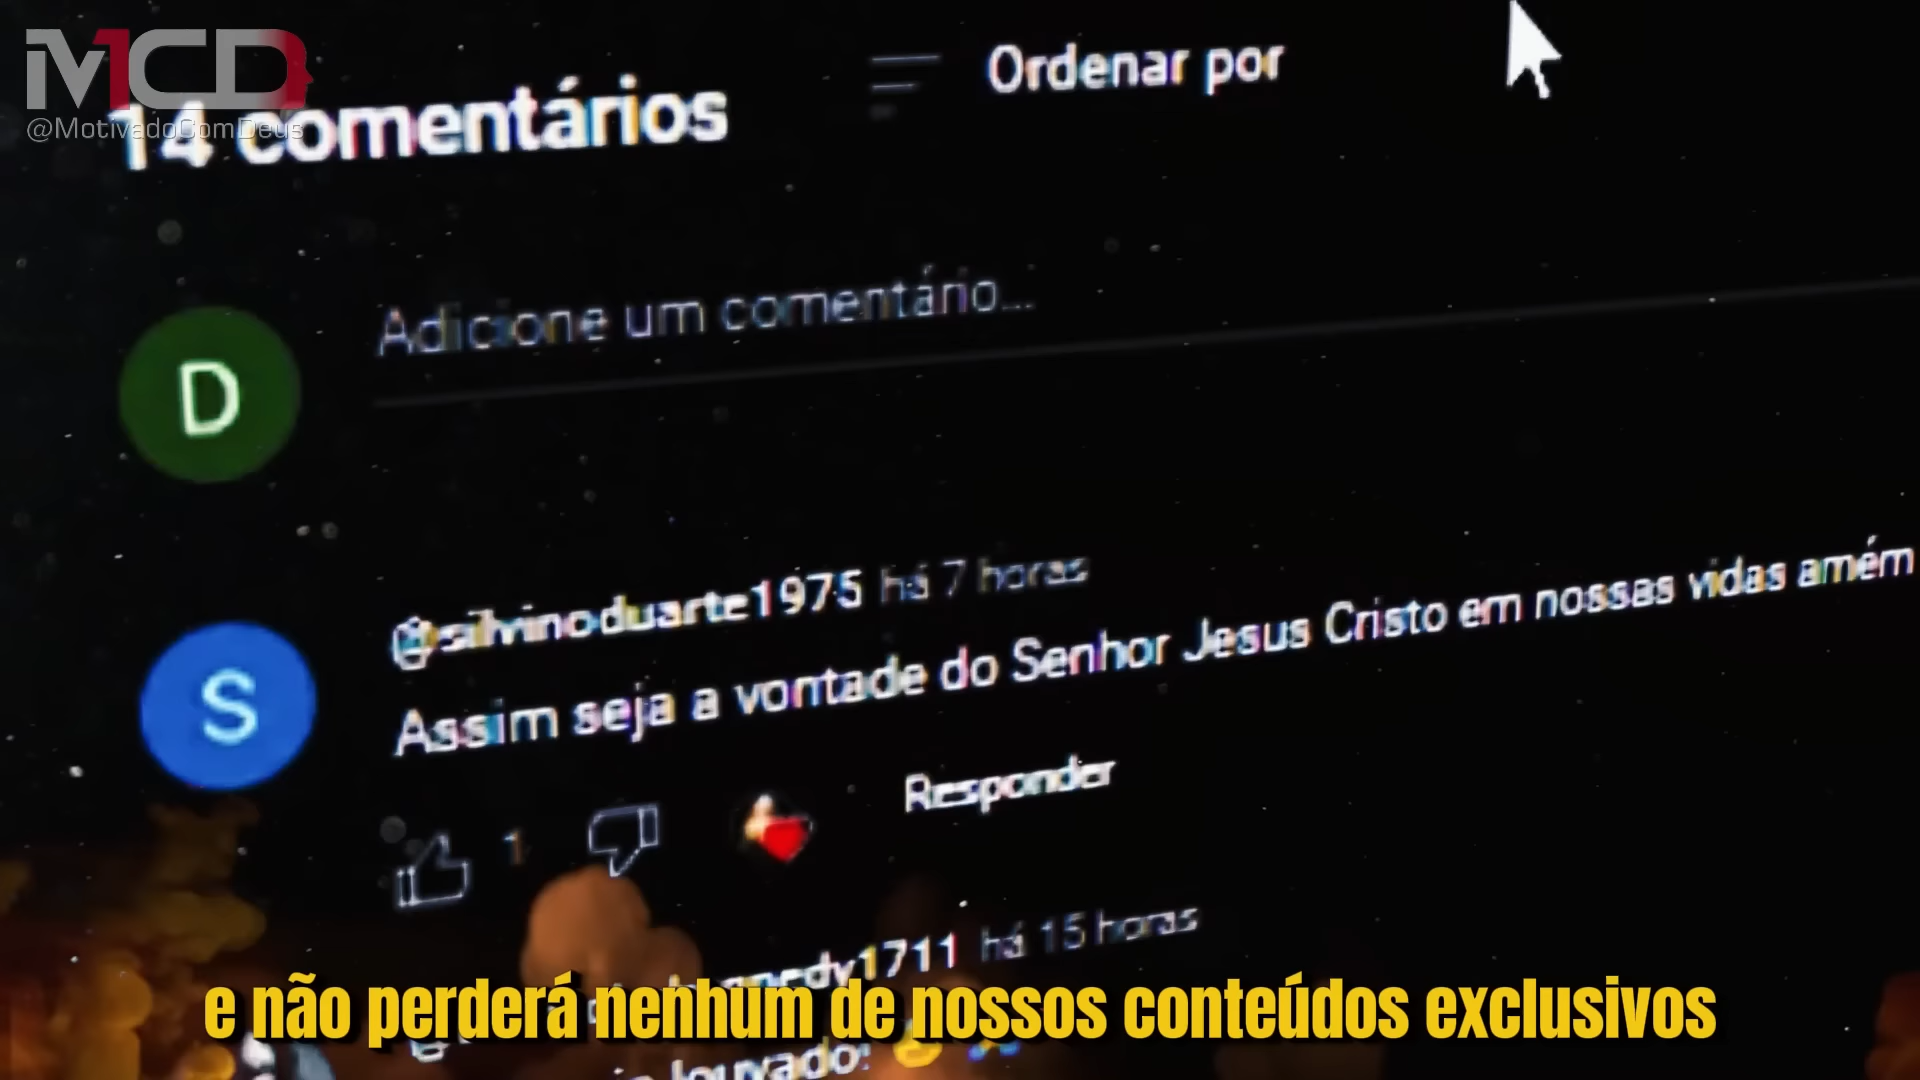 MCD
@MotivadoComDeus
14 comentários
Ordenar por
D
Adicione um comentário...
S
@silvinoduarte1975 há 7 horas
Assim seja a vontade do Senhor Jesus Cristo em nossas vidas amém
1
Responder
há 15 horas
e não perderá nenhum de nossos conteúdos exclusivos
louvado!